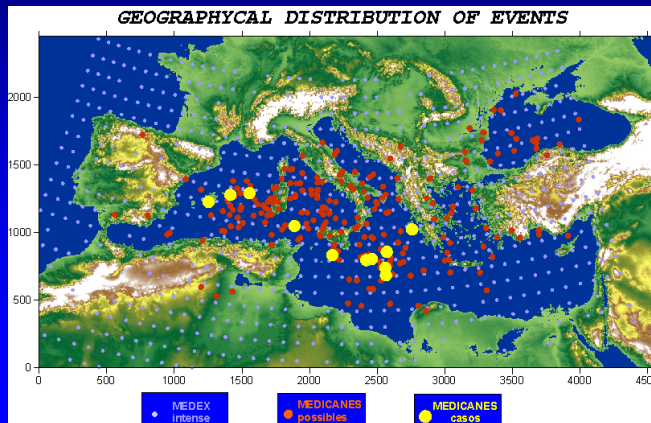 GEOGRAPHYCAL DISTRIBUTION OF EVENTS
2000
1500
1000
500
0
0 500 1000 1500 2000 2500 3000 3500 4000 450
MEDEX MEDICANES MEDICANES
intense possibles casos